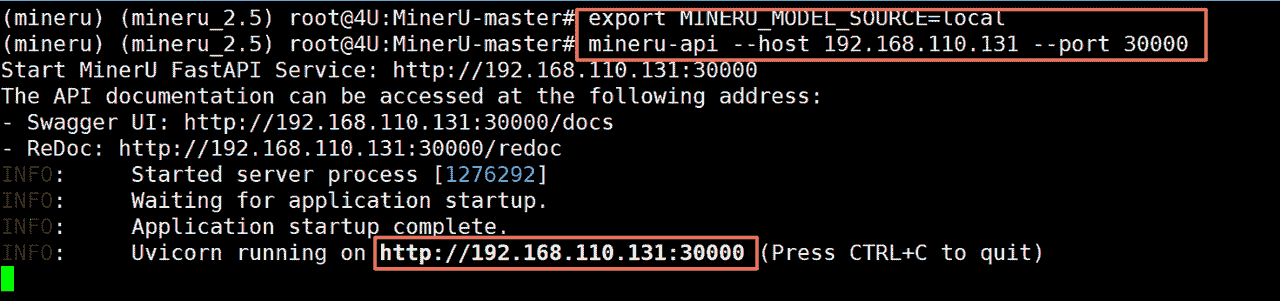 (mineru) (mineru_2.5) root@4U:MinerU-master# export MINERU_MODEL_SOURCE=local
(mineru) (mineru_2.5) root@4U:MinerU-master# mineru-api --host 192.168.110.131 --port 30000
Start MinerU FastAPI Service: http://192.168.110.131:30000
The API documentation can be accessed at the following address:
- Swagger UI: http://192.168.110.131:30000/docs
- ReDoc: http://192.168.110.131:30000/redoc
INFO:     Started server process [1276292]
INFO:     Waiting for application startup.
INFO:     Application startup complete.
INFO:     Uvicorn running on http://192.168.110.131:30000 (Press CTRL+C to quit)